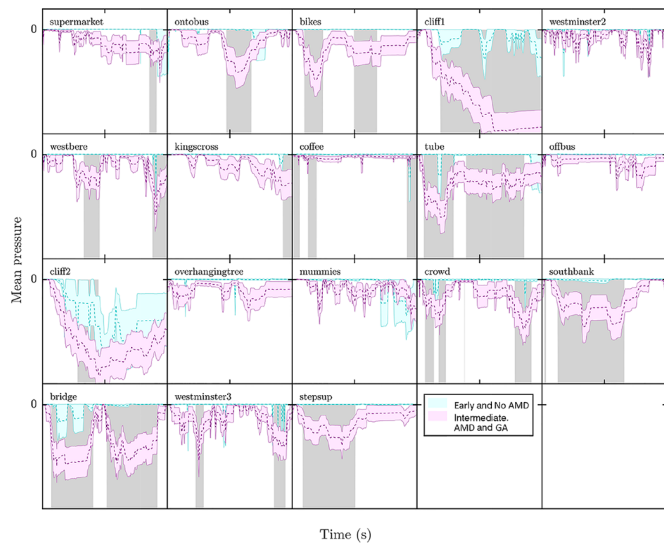 supermarket ontobus bikes cliff1 westminster2
0
westbere kingscross coffee tube offbus
0
cliff2 overhangingtree mummies crowd southbank
0
bridge westminster3 stepsup
0
Early and No AMD
Intermediate.
AMD and GA
Mean pressure
Time (s)